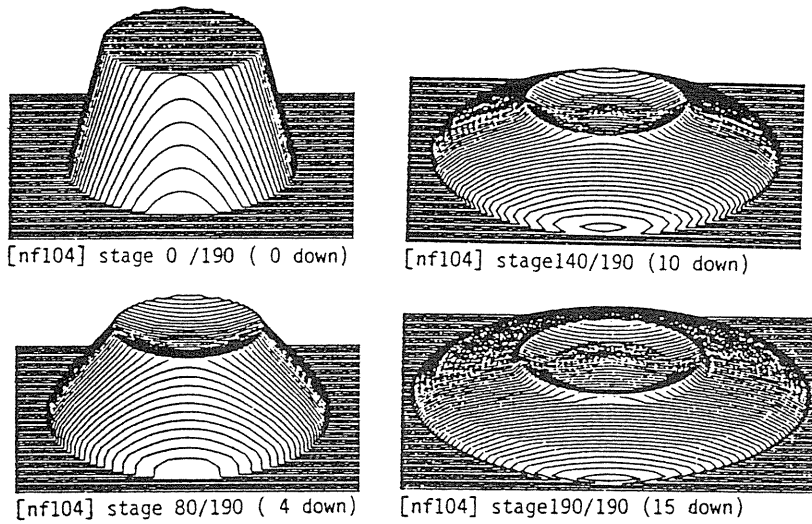 [nf104] stage 0 /190 ( 0 down)
[nf104] stage140/190 (10 down)
[nf104] stage 80/190 ( 4 down)
[nf104] stage190/190 (15 down)